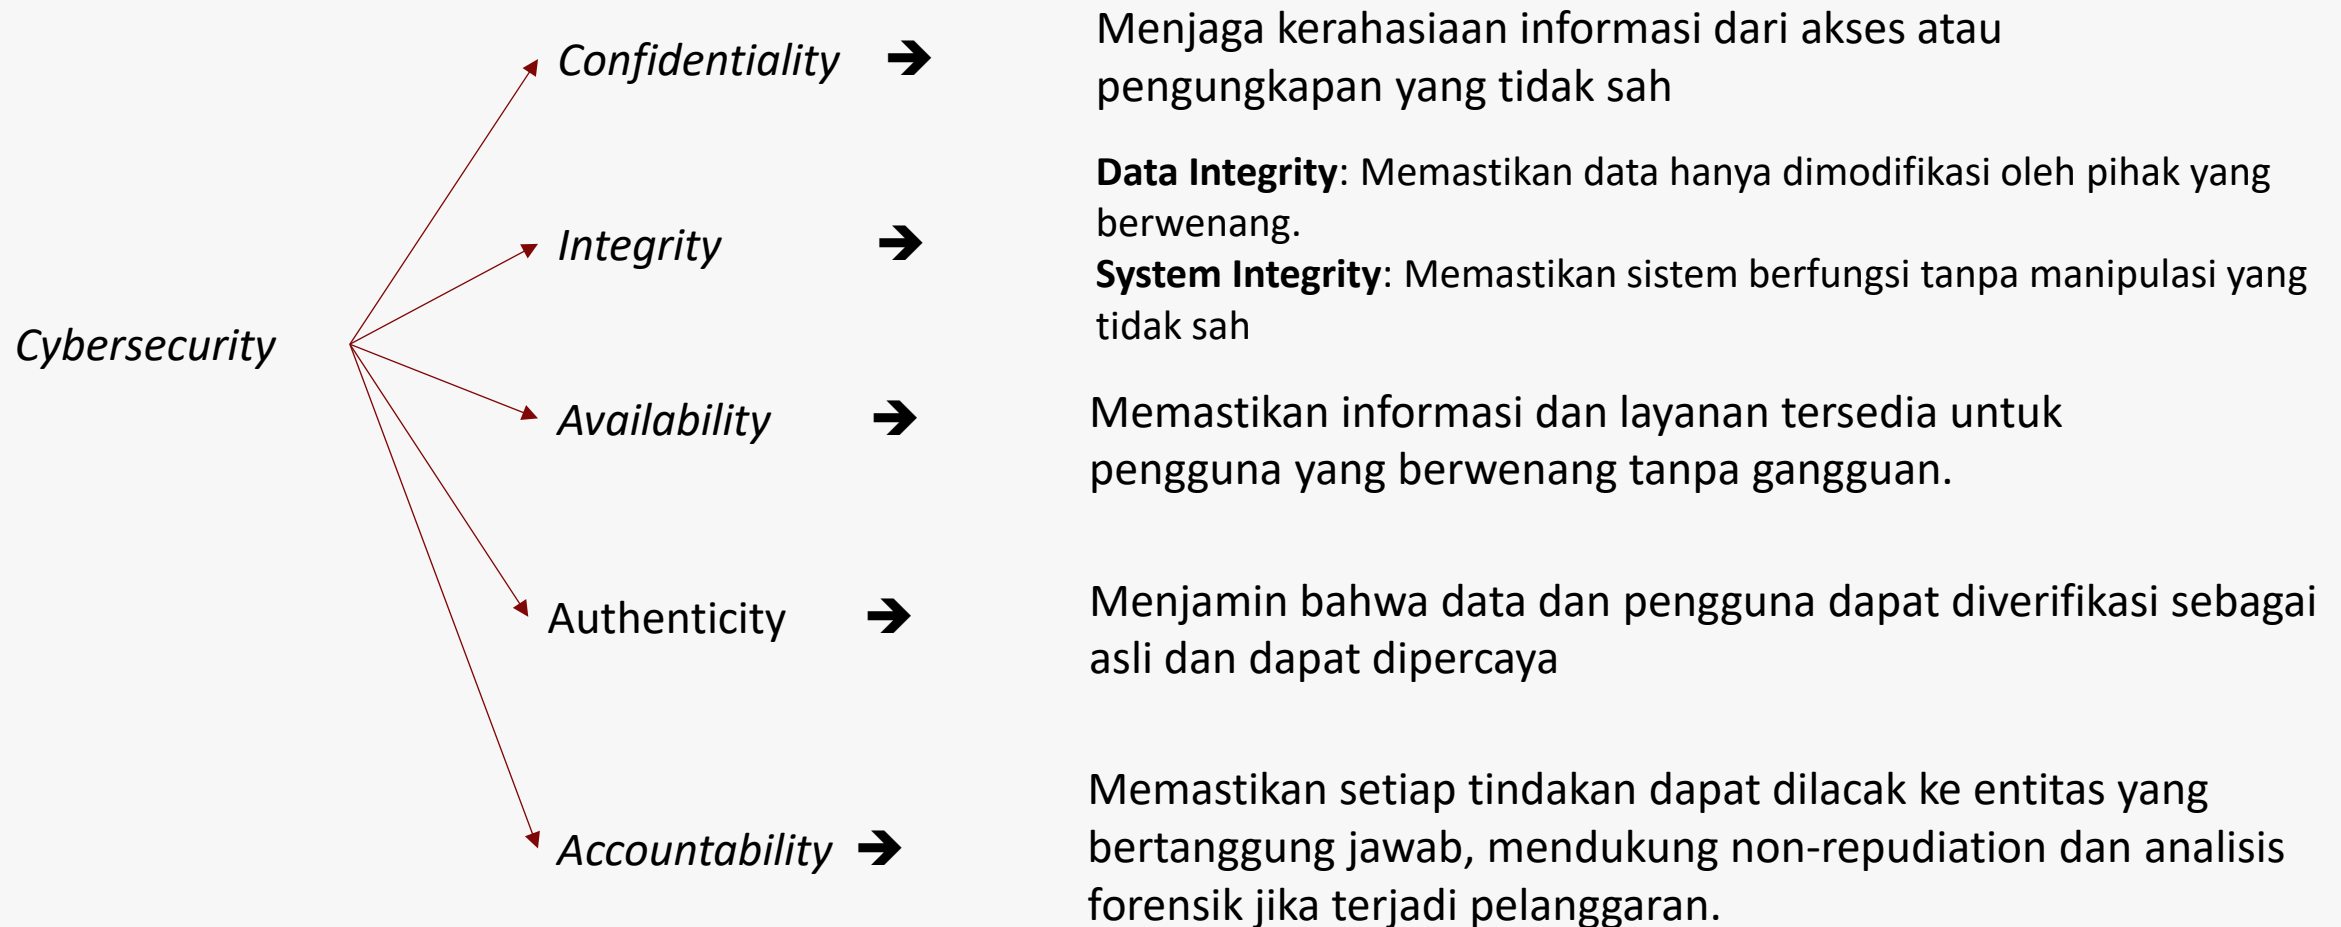 Cybersecurity
Confidentiality ➔
Menjaga kerahasiaan informasi dari akses atau
pengungkapan yang tidak sah
Integrity ➔
Data Integrity: Memastikan data hanya dimodifikasi oleh pihak yang
berwenang.
System Integrity: Memastikan sistem berfungsi tanpa manipulasi yang
tidak sah
Availability ➔
Memastikan informasi dan layanan tersedia untuk
pengguna yang berwenang tanpa gangguan.
Authenticity ➔
Menjamin bahwa data dan pengguna dapat diverifikasi sebagai
asli dan dapat dipercaya
Accountability ➔
Memastikan setiap tindakan dapat dilacak ke entitas yang
bertanggung jawab, mendukung non-repudiation dan analisis
forensik jika terjadi pelanggaran.